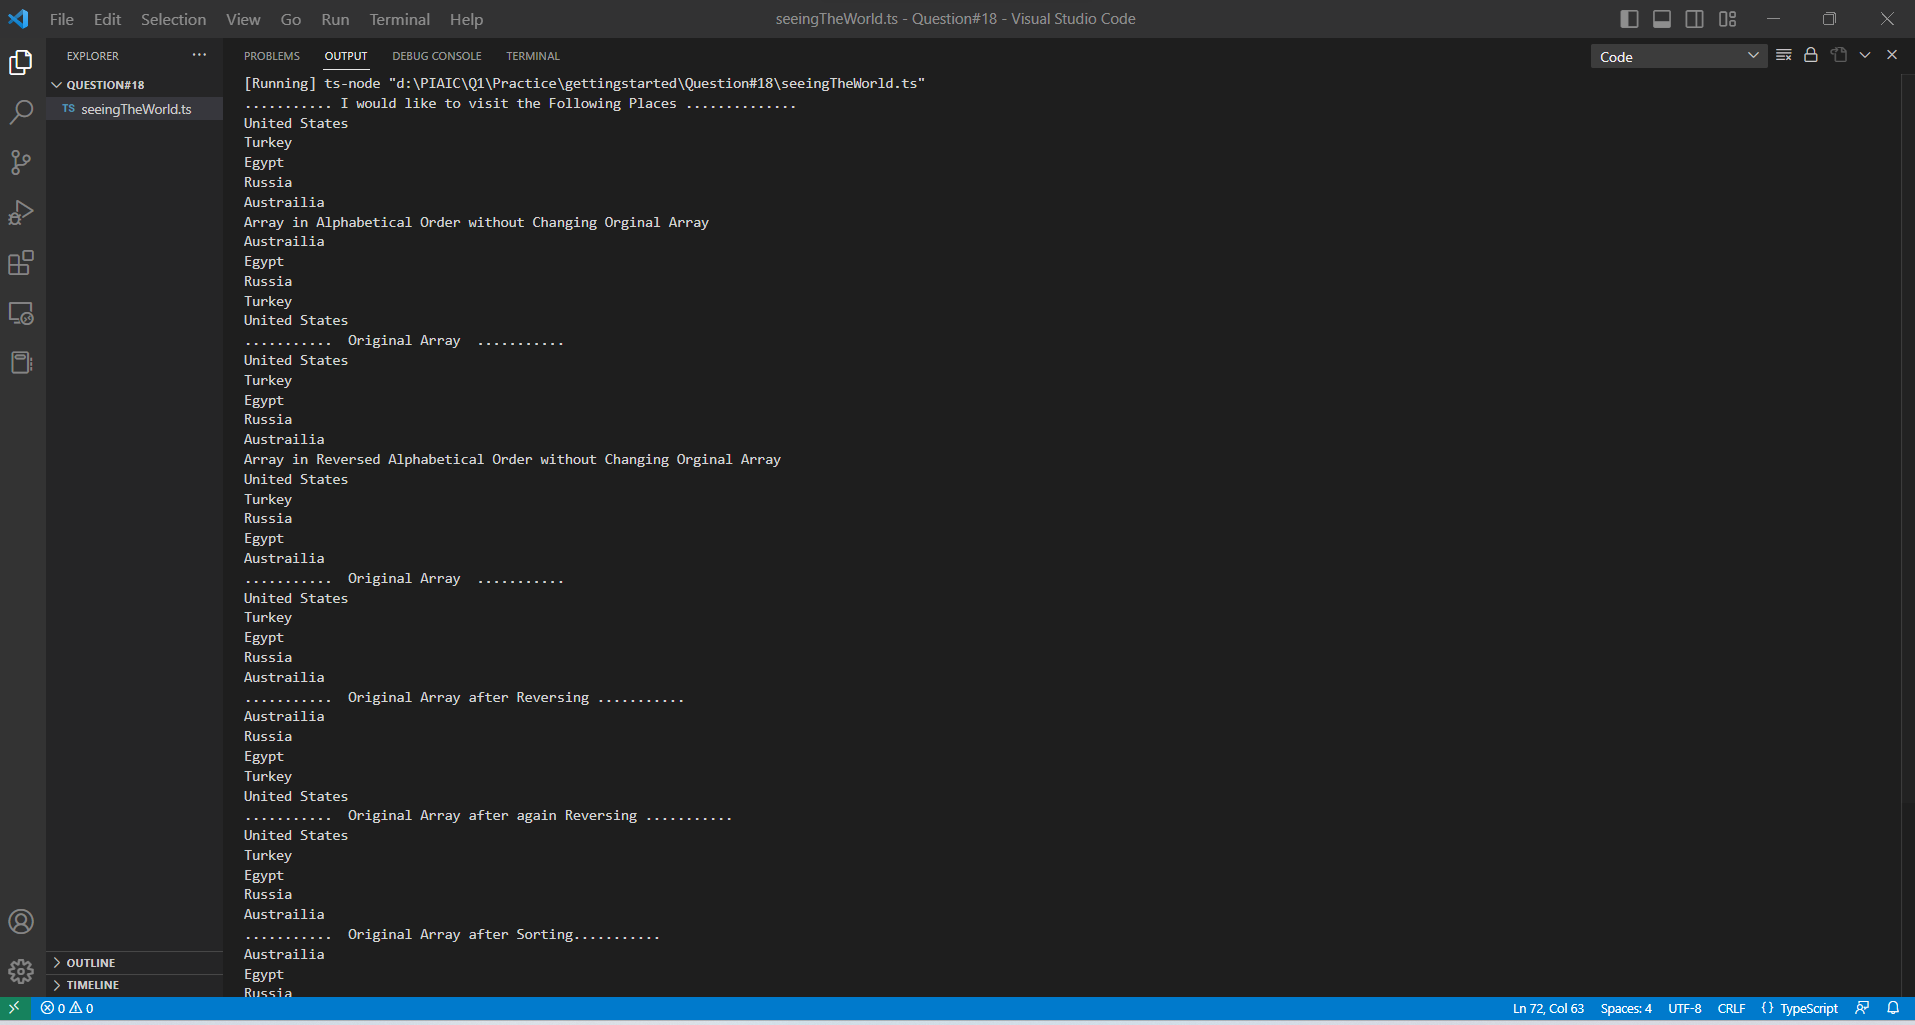 File Edit Selection View Go Run Terminal Help
seeingTheWorld.ts - Question#18 - Visual Studio Code
EXPLORER ...
QUESTION#18
TS seeingTheWorld.ts
OUTLINE
TIMELINE
PROBLEMS OUTPUT DEBUG CONSOLE TERMINAL
Code
[Running] ts-node "d:\PIAIC\Q1\Practice\gettingstarted\Question#18\seeingTheWorld.ts"
........... I would like to visit the Following Places ..............
United States
Turkey
Egypt
Russia
Austrailia
Array in Alphabetical Order without Changing Orginal Array
Austrailia
Egypt
Russia
Turkey
United States
...........  Original Array  ...........
United States
Turkey
Egypt
Russia
Austrailia
Array in Reversed Alphabetical Order without Changing Orginal Array
United States
Turkey
Russia
Egypt
Austrailia
...........  Original Array  ...........
United States
Turkey
Egypt
Russia
Austrailia
...........  Original Array after Reversing ...........
Austrailia
Russia
Egypt
Turkey
United States
...........  Original Array after again Reversing ...........
United States
Turkey
Egypt
Russia
Austrailia
...........  Original Array after Sorting...........
Austrailia
Egypt
Russia
0 0
Ln 72, Col 63 Spaces: 4 UTF-8 CRLF {} TypeScript